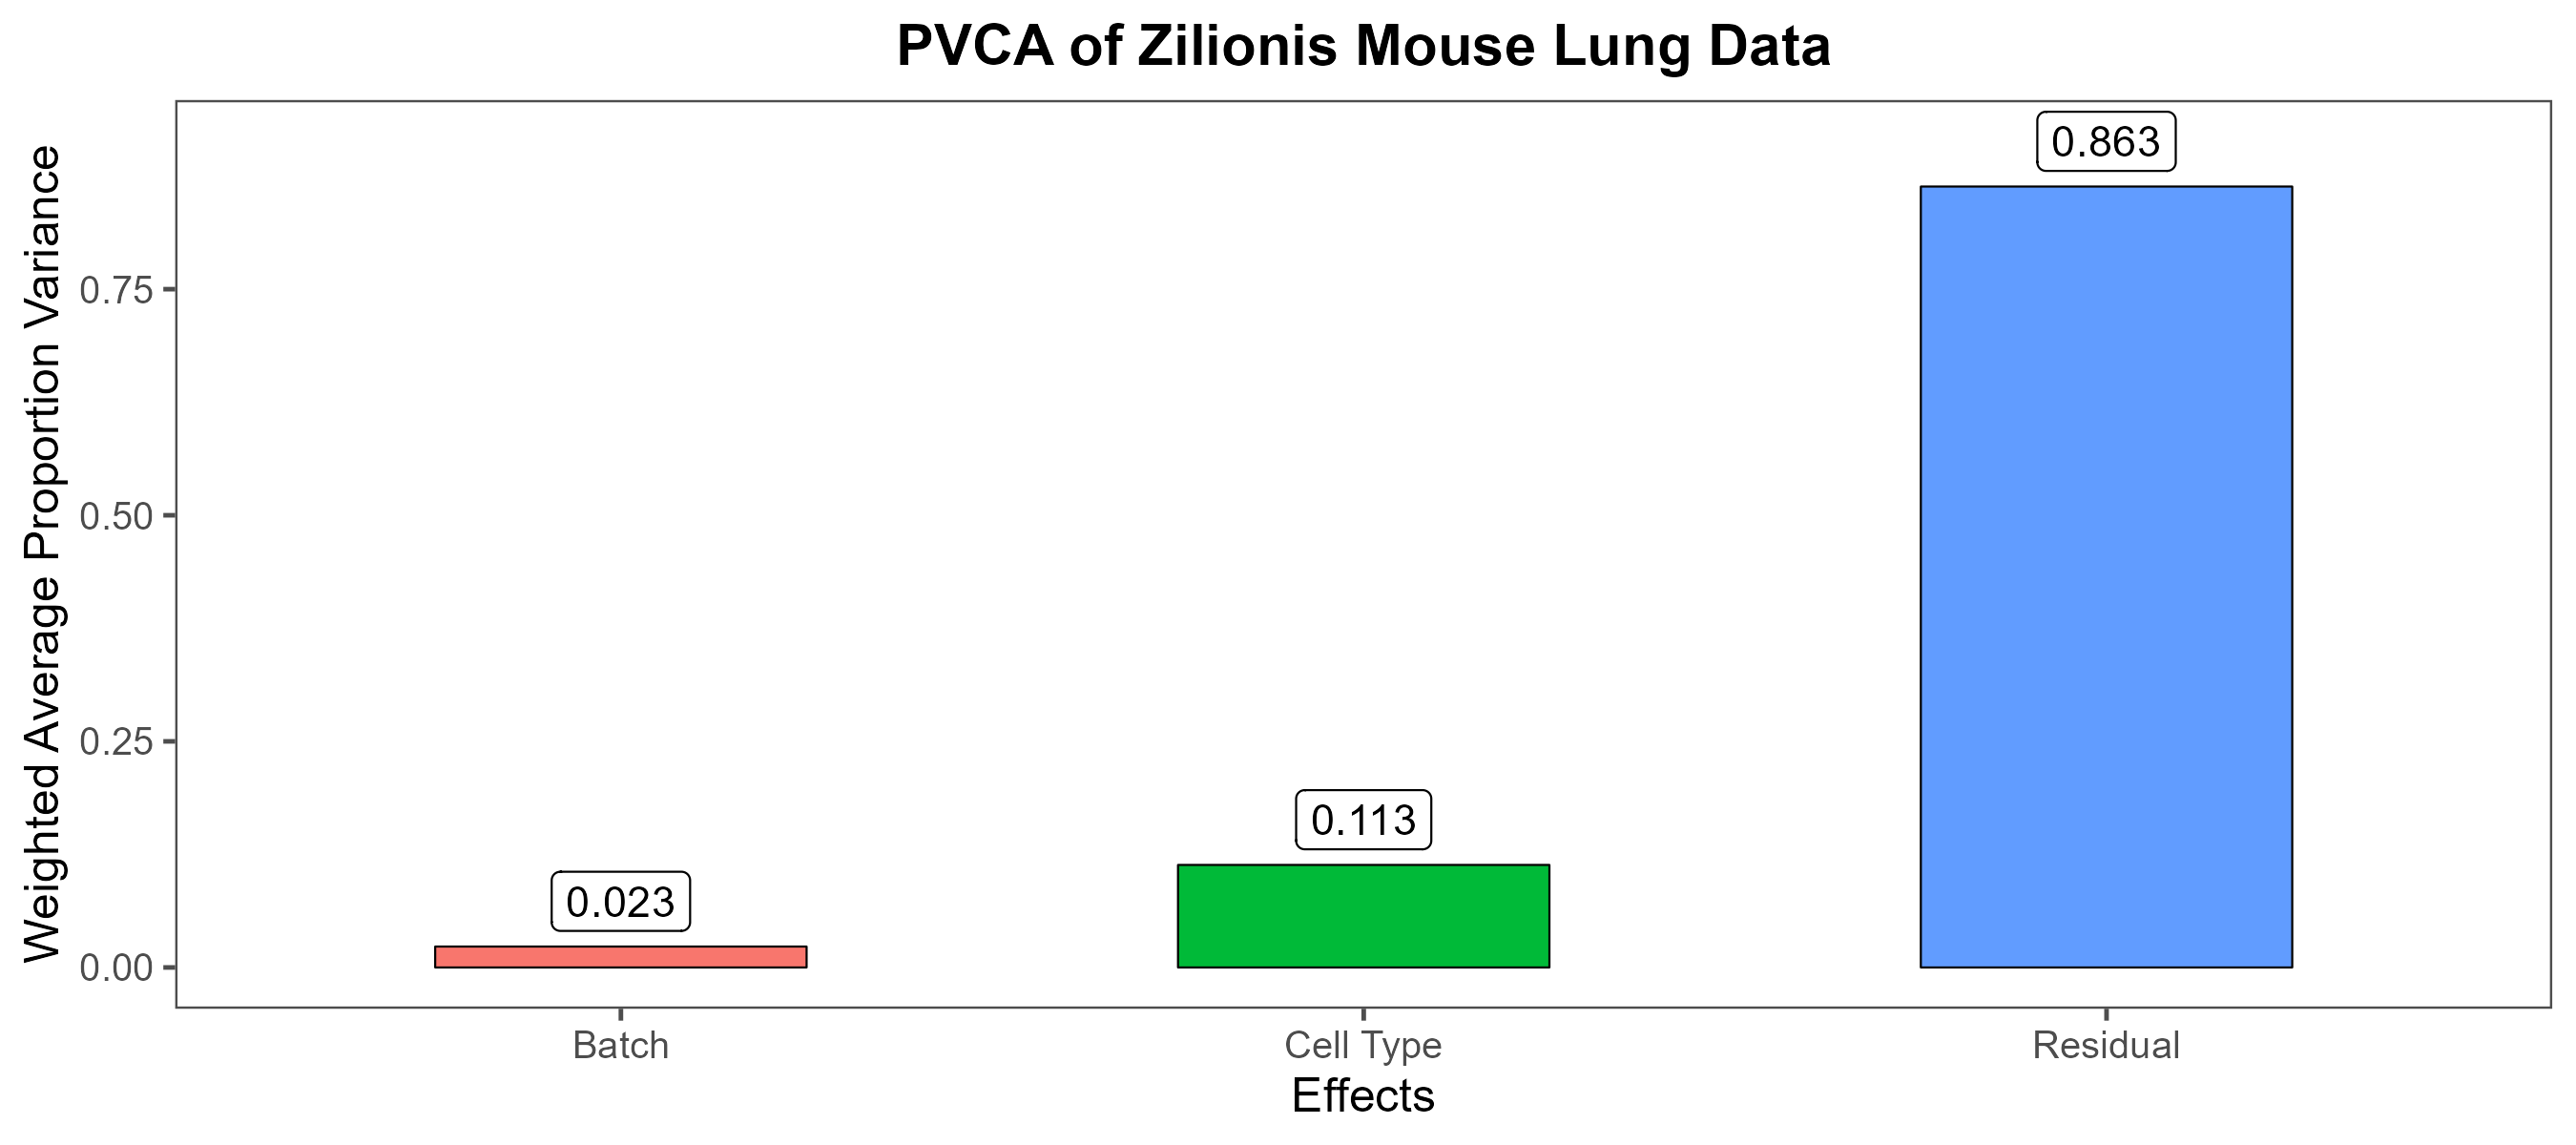 PVCA of Zilionis Mouse Lung Data
Weighted Average Proportion Variance
0.75
0.50
0.25
0.00
0.023
0.113
0.863
Batch
Cell Type
Residual
Effects